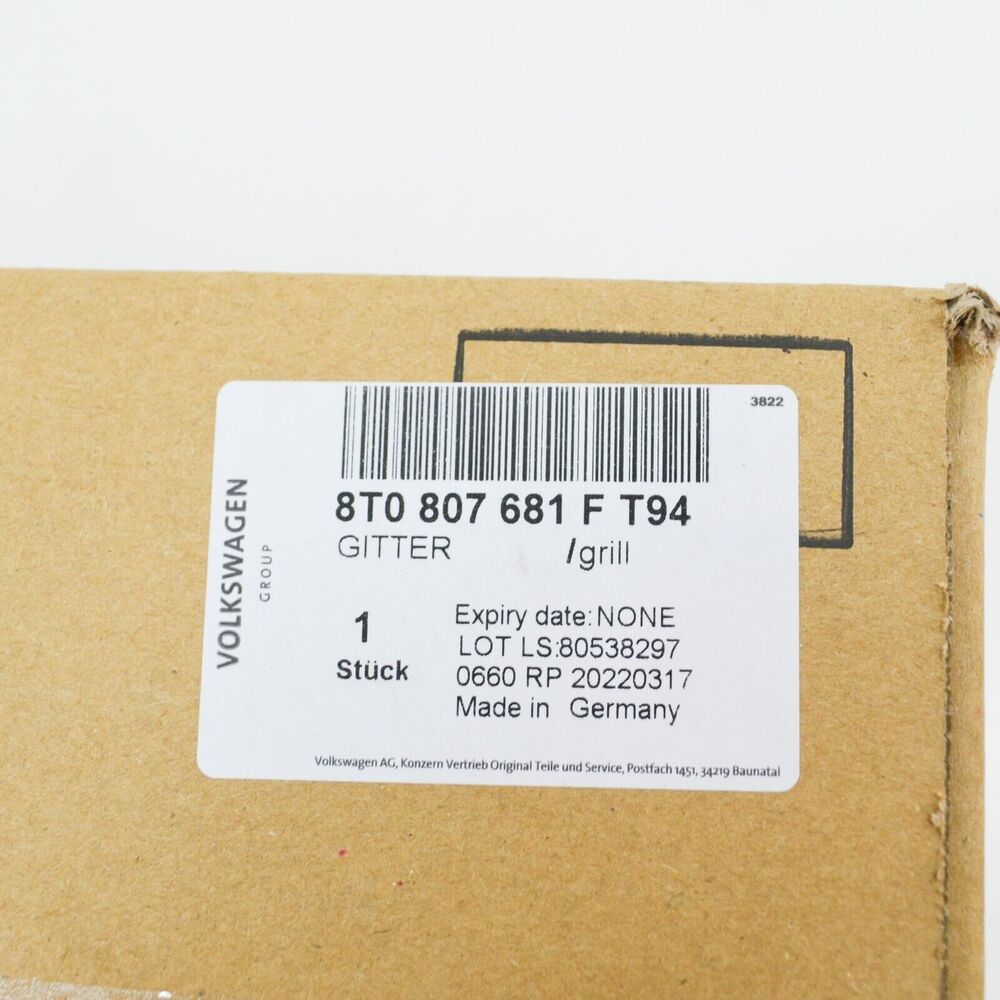 3822
8T0 807 681 F T94
GITTER /grill
VOLKSWAGEN
GROUP
1
Stück
Expiry date: NONE
LOT LS:80538297
0660 RP 20220317
Made in Germany
Volkswagen AG, Konzern Vertrieb Original Teile und Service, Postfach 1451, 34219 Baunatal